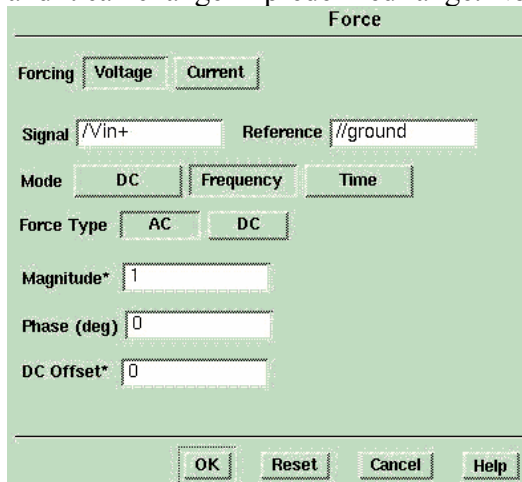 Force
Forcing Voltage Current
Signal /Vin+ Reference //ground
Mode DC Frequency Time
Force Type AC DC
Magnitude* 1
Phase (deg) 0
DC Offset* 0
OK Reset Cancel Help